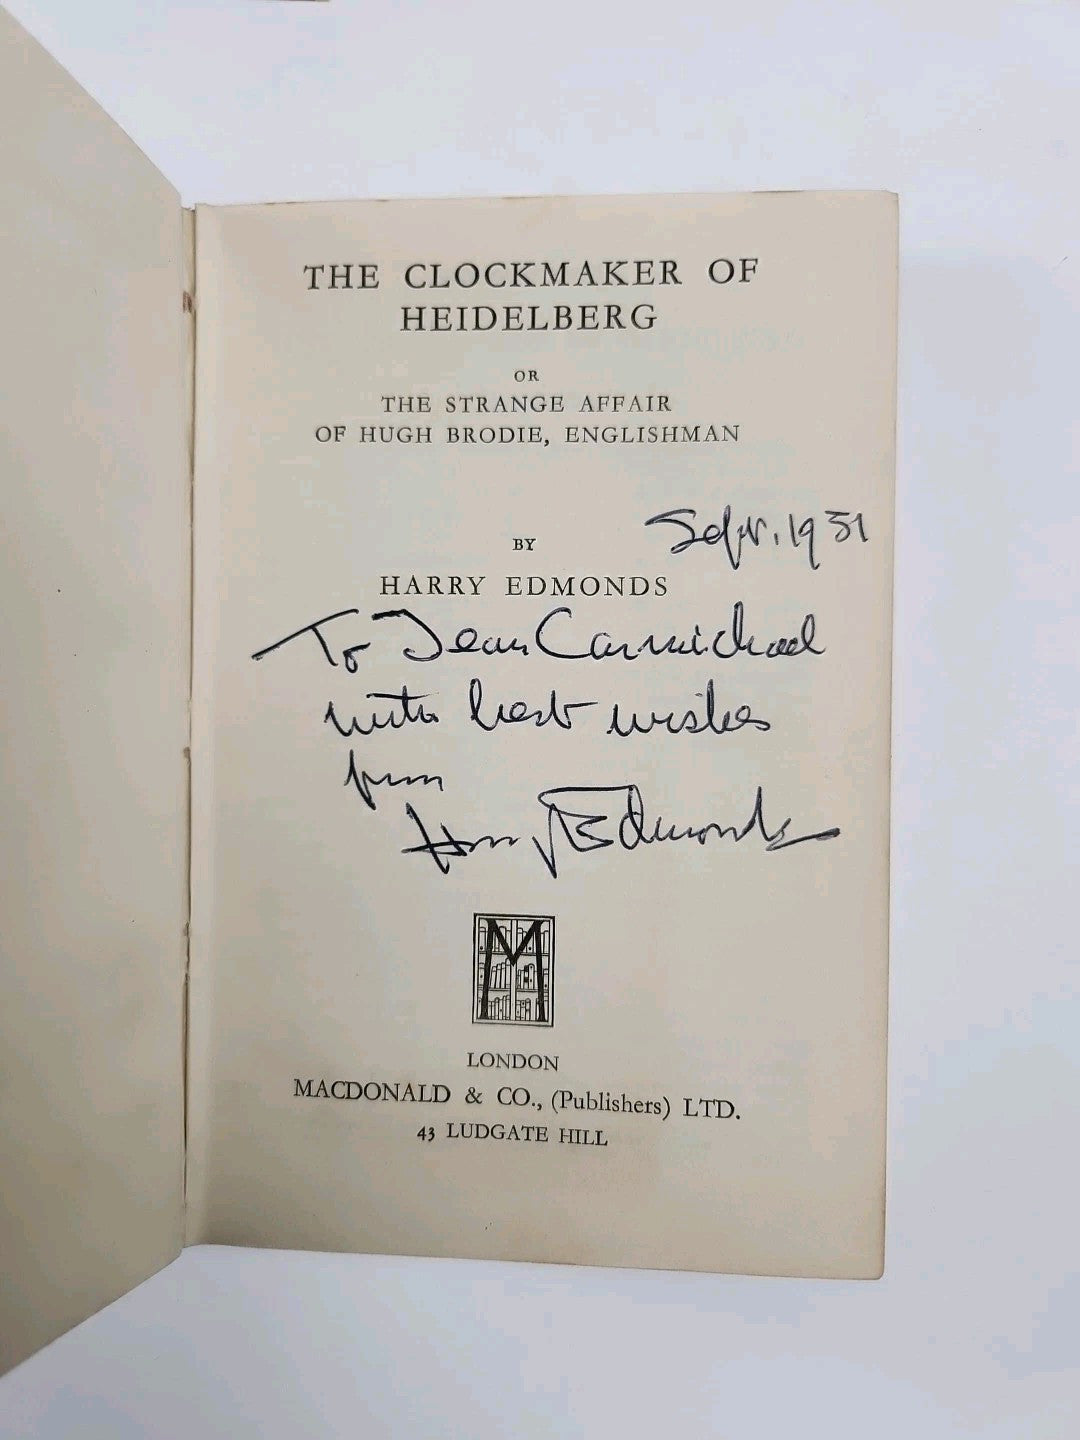 THE CLOCKMAKER OF
HEIDELBERG
OR
THE STRANGE AFFAIR
OF HUGH BRODIE, ENGLISHMAN
Sept. 1951
BY
HARRY EDMONDS
To Jean Carmichael
with best wishes
from
Harry Edmonds
M
LONDON
MACDONALD & CO., (Publishers) LTD.
43 LUDGATE HILL